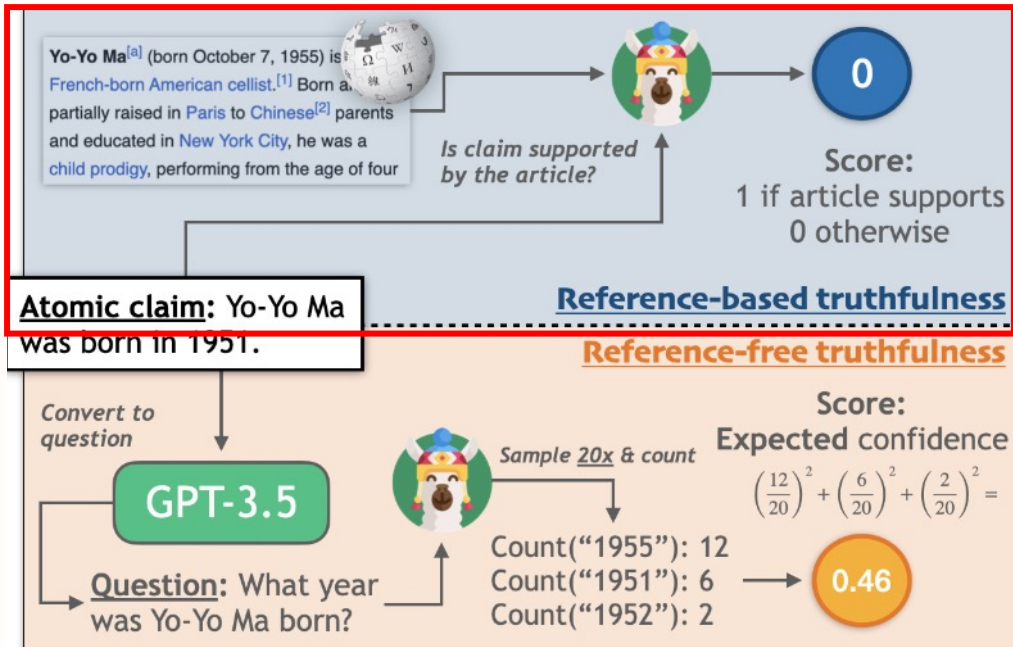 Yo-Yo Ma[a] (born October 7, 1955) is
French-born American cellist.[1] Born
partially raised in Paris to Chinese[2] parents
and educated in New York City, he was a
child prodigy, performing from the age of four
Is claim supported
by the article?
0
Score:
1 if article supports
0 otherwise
Reference-based truthfulness
Atomic claim: Yo-Yo Ma
was born in 1951.
Reference-free truthfulness
Convert to
question
GPT-3.5
Question: What year
was Yo-Yo Ma born?
Sample 20x & count
Count("1955"): 12
Count("1951"): 6
Count("1952"): 2
Score:
Expected confidence
(12/20)² + (6/20)² + (2/20)² =
0.46